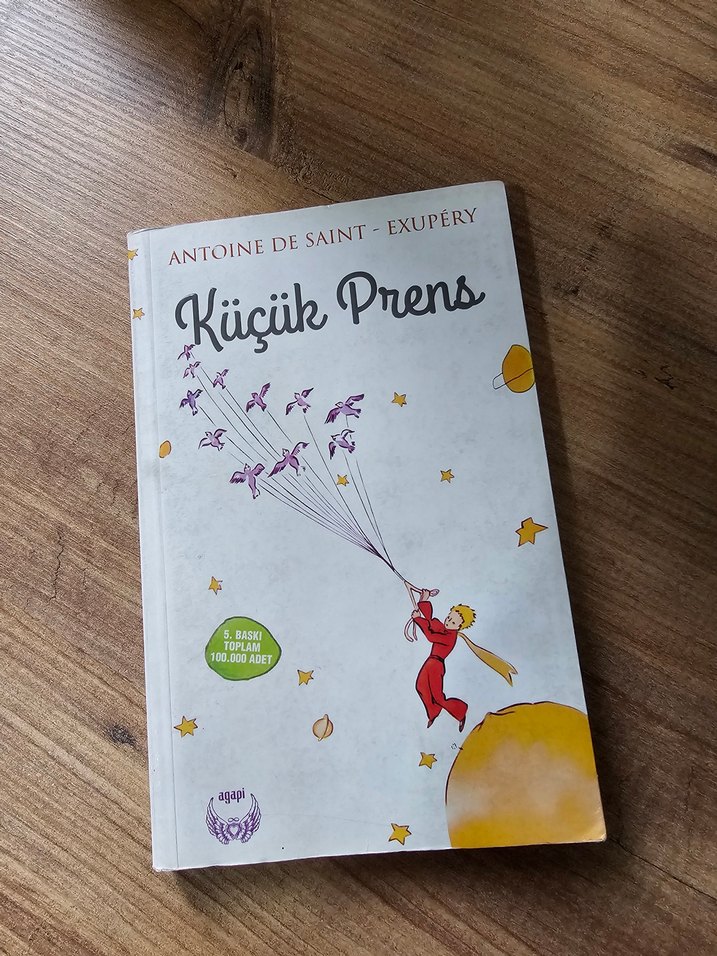 ANTOINE DE SAINT - EXUPÉRY
Küçük Prens
5. BASKI
TOPLAM
100.000 ADET
agapi